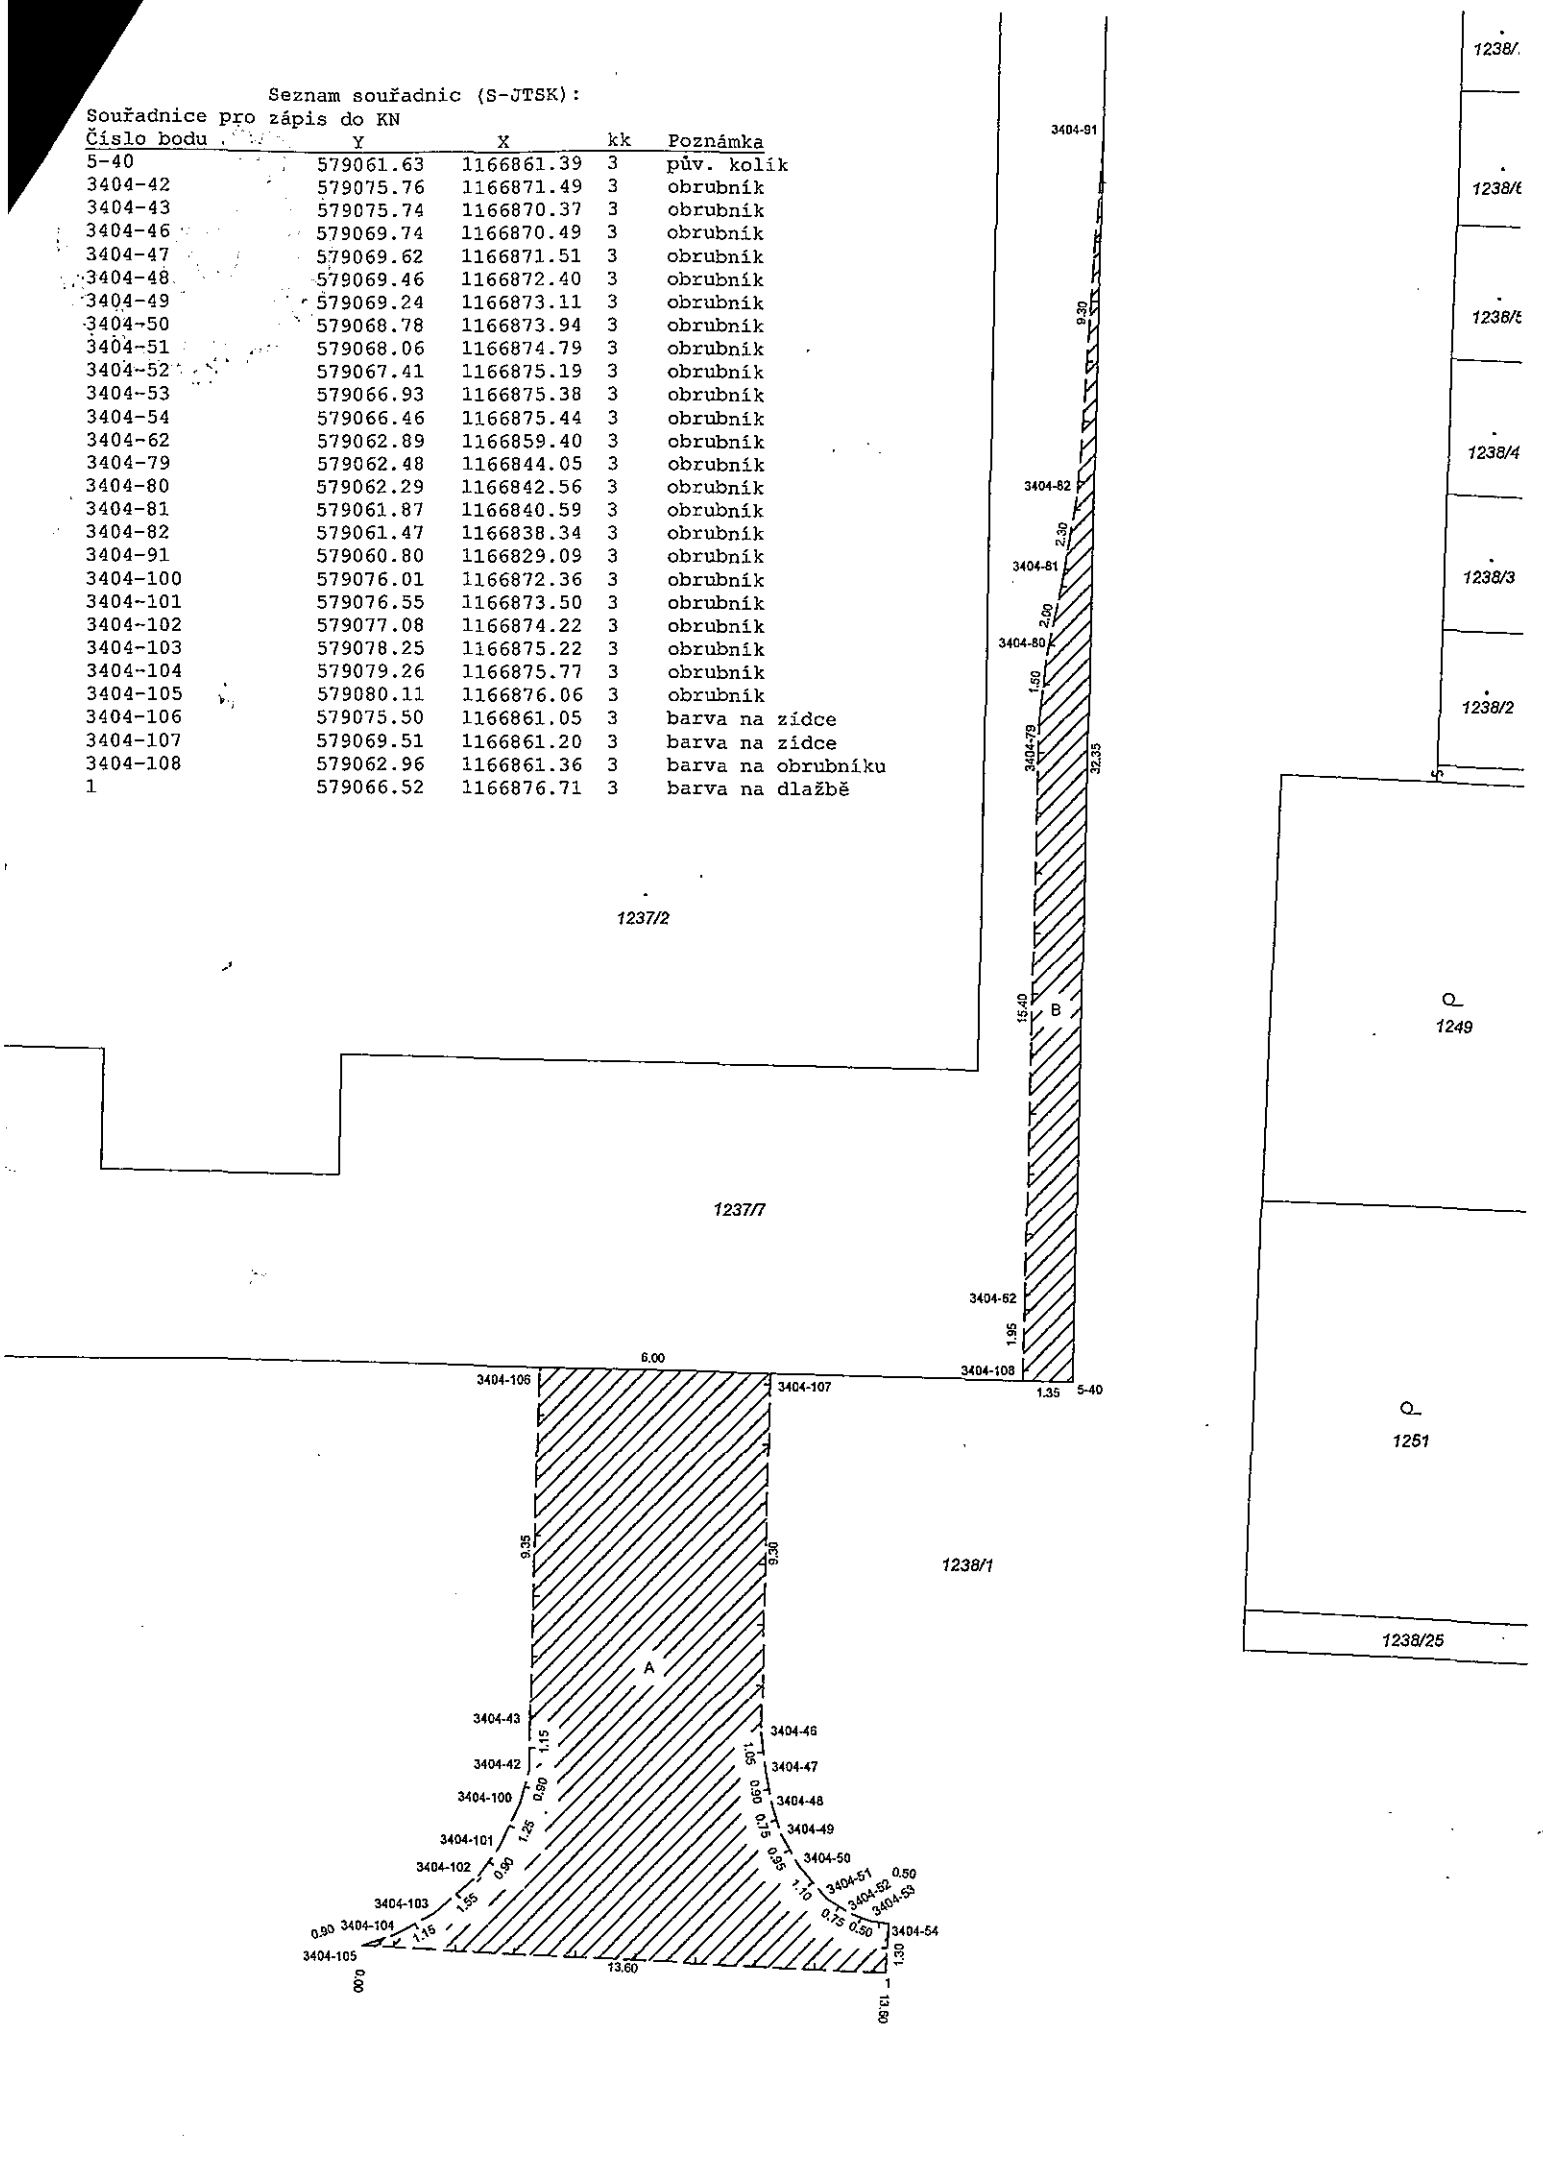 Seznam souřadnic (S-JTSK):
Souřadnice pro zápis do KN
Číslo bodu Y X kk Poznámka
5-40 579061.63 1166861.39 3 pův. kolík
3404-42 579075.76 1166871.49 3 obrubník
3404-43 579075.74 1166870.37 3 obrubník
3404-46 579069.74 1166870.49 3 obrubník
3404-47 579069.62 1166871.51 3 obrubník
3404-48 579069.46 1166872.40 3 obrubník
3404-49 579069.24 1166873.11 3 obrubník
3404-50 579068.78 1166873.94 3 obrubník
3404-51 579068.06 1166874.79 3 obrubník
3404-52 579067.41 1166875.19 3 obrubník
3404-53 579066.93 1166875.38 3 obrubník
3404-54 579066.46 1166875.44 3 obrubník
3404-62 579062.89 1166859.40 3 obrubník
3404-79 579062.48 1166844.05 3 obrubník
3404-80 579062.29 1166842.56 3 obrubník
3404-81 579061.87 1166840.59 3 obrubník
3404-82 579061.47 1166838.34 3 obrubník
3404-91 579060.80 1166829.09 3 obrubník
3404-100 579076.01 1166872.36 3 obrubník
3404-101 579076.55 1166873.50 3 obrubník
3404-102 579077.08 1166874.22 3 obrubník
3404-103 579078.25 1166875.22 3 obrubník
3404-104 579079.26 1166875.77 3 obrubník
3404-105 579080.11 1166876.06 3 obrubník
3404-106 579075.50 1166861.05 3 barva na zídce
3404-107 579069.51 1166861.20 3 barva na zídce
3404-108 579062.96 1166861.36 3 barva na obrubníku
1 579066.52 1166876.71 3 barva na dlažbě
3404-91
9.30
3404-82
2.30
3404-81
2.00
3404-80
1.50
3404-79
32.35
15.40
B
3404-62
1.95
3404-108
1.35
5-40
1238/4
1238/3
1238/2
1249
1251
1238/25
1237/2
1237/7
1238/1
6.00
3404-106
3404-107
9.35
9.30
A
3404-43
1.15
3404-42
0.90
3404-100
1.25
3404-101
0.90
3404-102
1.55
3404-103
1.15
3404-104
0.90
3404-105
0.00
3404-46
1.05
3404-47
0.90
3404-48
0.75
3404-49
0.95
3404-50
1.10
3404-51
0.75
3404-52
0.50
3404-53
0.50
3404-54
1.30
13.60
1
13.60